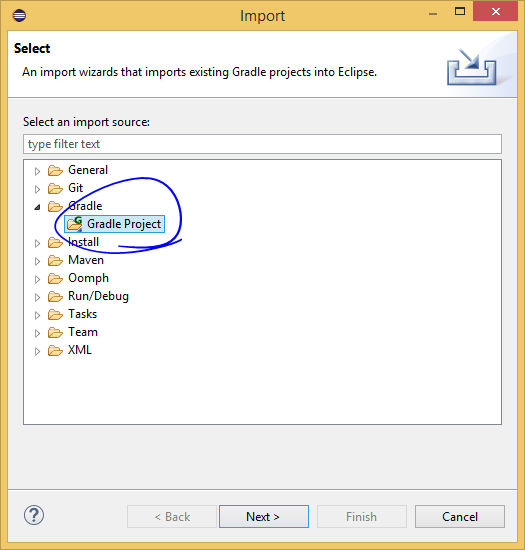 Import
Select
An import wizards that imports existing Gradle projects into Eclipse.
Select an import source:
type filter text
General
Git
Gradle
Gradle Project
Install
Maven
Oomph
Run/Debug
Tasks
Team
XML
?
< Back
Next >
Finish
Cancel